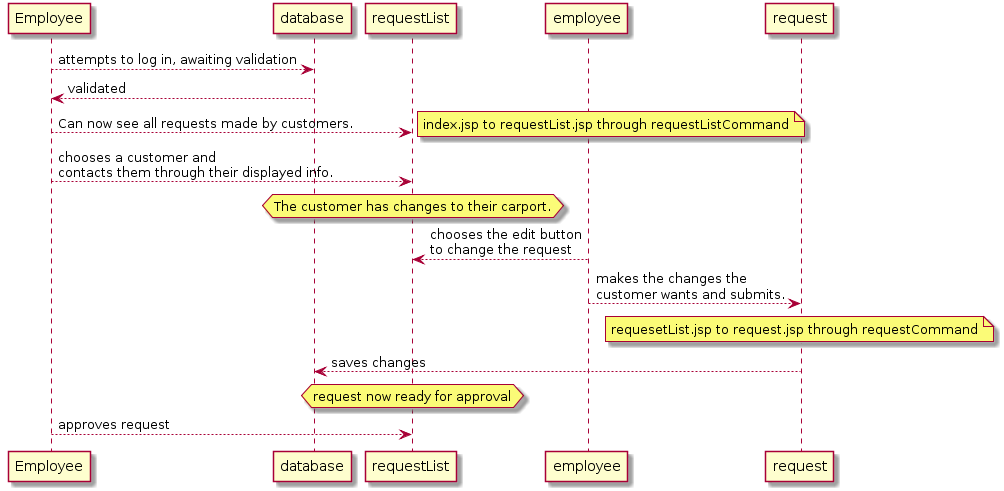 Employee
database
requestList
employee
request
attempts to log in, awaiting validation
validated
Can now see all requests made by customers.
index.jsp to requestList.jsp through requestListCommand
chooses a customer and
contacts them through their displayed info.
The customer has changes to their carport.
chooses the edit button
to change the request
makes the changes the
customer wants and submits.
requesetList.jsp to request.jsp through requestCommand
saves changes
request now ready for approval
approves request
Employee
database
requestList
employee
request